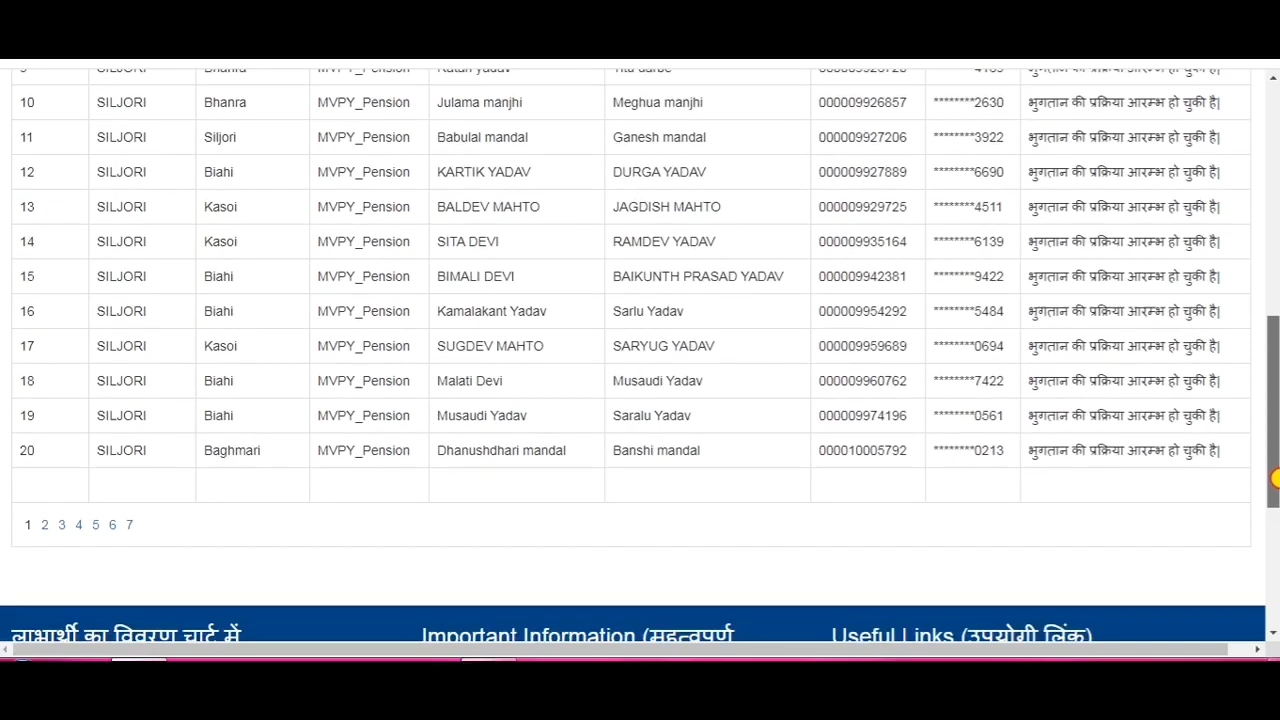 10 SILJORI Bhanra MVPY_Pension Julama manjhi Meghua manjhi 000009926857 ********2630 भुगतान की प्रक्रिया आरम्भ हो चुकी है|
11 SILJORI Siljori MVPY_Pension Babulal mandal Ganesh mandal 000009927206 ********3922 भुगतान की प्रक्रिया आरम्भ हो चुकी है|
12 SILJORI Biahi MVPY_Pension KARTIK YADAV DURGA YADAV 000009927889 ********6690 भुगतान की प्रक्रिया आरम्भ हो चुकी है|
13 SILJORI Kasoi MVPY_Pension BALDEV MAHTO JAGDISH MAHTO 000009929725 ********4511 भुगतान की प्रक्रिया आरम्भ हो चुकी है|
14 SILJORI Kasoi MVPY_Pension SITA DEVI RAMDEV YADAV 000009935164 ********6139 भुगतान की प्रक्रिया आरम्भ हो चुकी है|
15 SILJORI Biahi MVPY_Pension BIMALI DEVI BAIKUNTH PRASAD YADAV 000009942381 ********9422 भुगतान की प्रक्रिया आरम्भ हो चुकी है|
16 SILJORI Biahi MVPY_Pension Kamalakant Yadav Sarlu Yadav 000009954292 ********5484 भुगतान की प्रक्रिया आरम्भ हो चुकी है|
17 SILJORI Kasoi MVPY_Pension SUGDEV MAHTO SARYUG YADAV 000009959689 ********0694 भुगतान की प्रक्रिया आरम्भ हो चुकी है|
18 SILJORI Biahi MVPY_Pension Malati Devi Musaudi Yadav 000009960762 ********7422 भुगतान की प्रक्रिया आरम्भ हो चुकी है|
19 SILJORI Biahi MVPY_Pension Musaudi Yadav Saralu Yadav 000009974196 ********0561 भुगतान की प्रक्रिया आरम्भ हो चुकी है|
20 SILJORI Baghmari MVPY_Pension Dhanushdhari mandal Banshi mandal 000010005792 ********0213 भुगतान की प्रक्रिया आरम्भ हो चुकी है|
1 2 3 4 5 6 7
लाभार्थी का विवरण चार्ट में Important Information (महत्वपूर्ण Useful Links (उपयोगी लिंक)